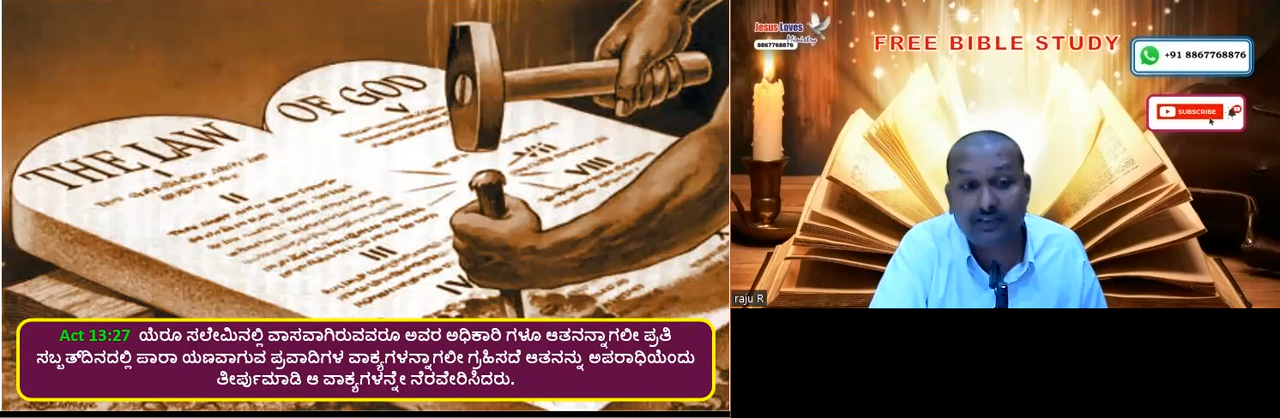 THE LAW
OF GOD
I
II
III
IV
V
VII
VIII
Act 13:27 ಯೆರೂ ಸಲೇಮಿನಲ್ಲಿ ವಾಸವಾಗಿರುವವರೂ ಅವರ ಅಧಿಕಾರಿ ಗಳೂ ಆತನನ್ನಾಗಲೀ ಪ್ರತಿ
ಸಬ್ಬತ್‌ದಿನದಲ್ಲಿ ಪಾರಾ ಯಣವಾಗುವ ಪ್ರವಾದಿಗಳ ವಾಕ್ಯಗಳನ್ನಾಗಲೀ ಗ್ರಹಿಸದೆ ಆತನನ್ನು ಅಪರಾಧಿಯೆಂದು
ತೀರ್ಪುಮಾಡಿ ಆ ವಾಕ್ಯಗಳನ್ನೇ ನೆರವೇರಿಸಿದರು.
Jesus Loves
Ministry
8867768876
FREE BIBLE STUDY
+91 8867768876
SUBSCRIBE
raju R